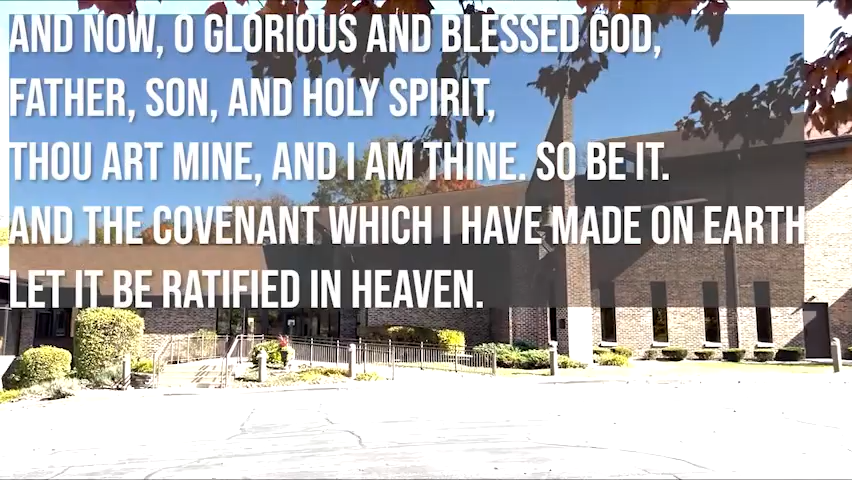 AND NOW, O GLORIOUS AND BLESSED GOD,
FATHER, SON, AND HOLY SPIRIT,
THOU ART MINE, AND I AM THINE. SO BE IT.
AND THE COVENANT WHICH I HAVE MADE ON EARTH
LET IT BE RATIFIED IN HEAVEN.